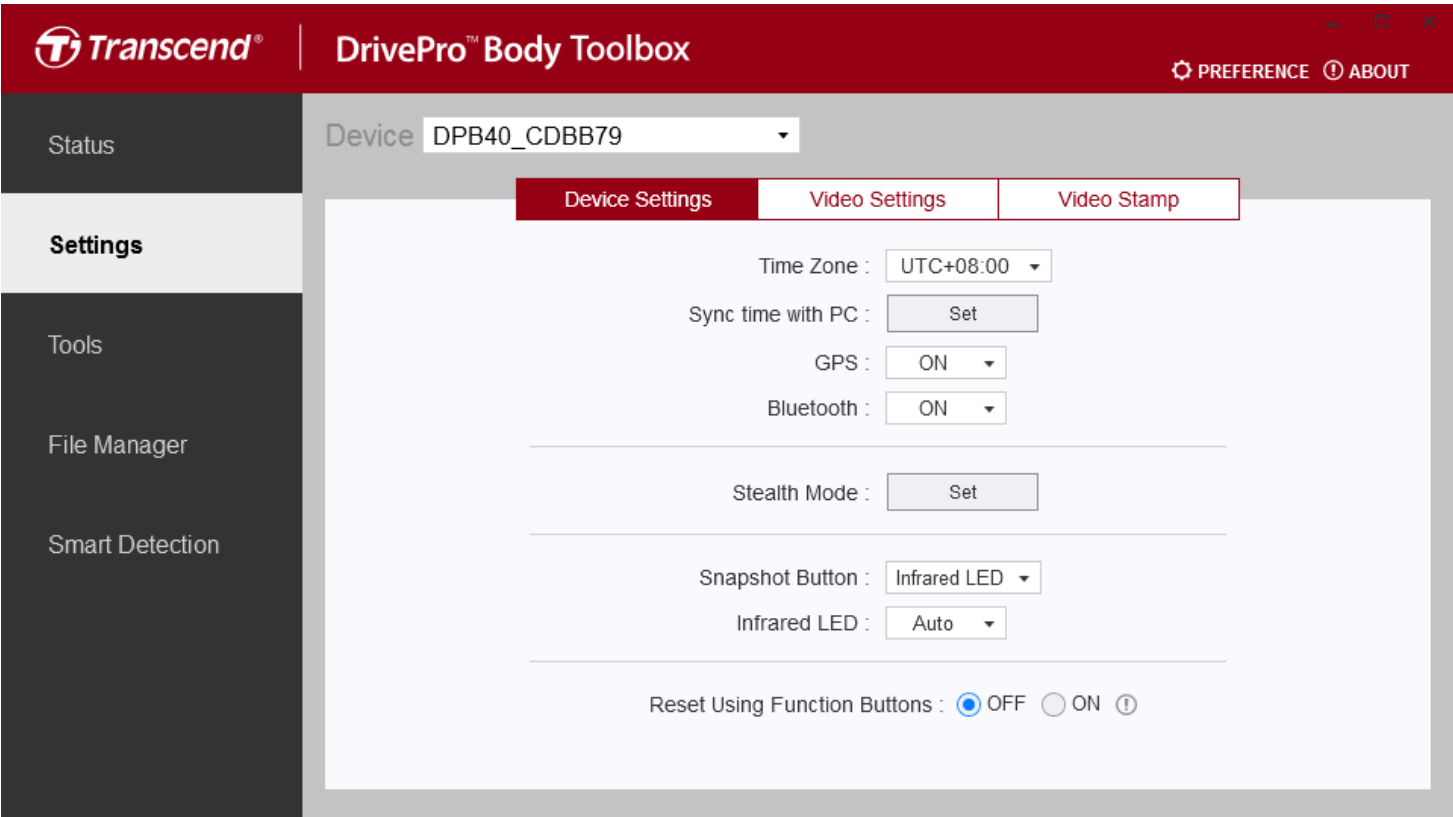 Transcend® DrivePro™ Body Toolbox
PREFERENCE ABOUT
Status
Settings
Tools
File Manager
Smart Detection
Device DPB40_CDBB79
Device Settings Video Settings Video Stamp
Time Zone : UTC+08:00
Sync time with PC : Set
GPS : ON
Bluetooth : ON
Stealth Mode : Set
Snapshot Button : Infrared LED
Infrared LED : Auto
Reset Using Function Buttons : OFF ON